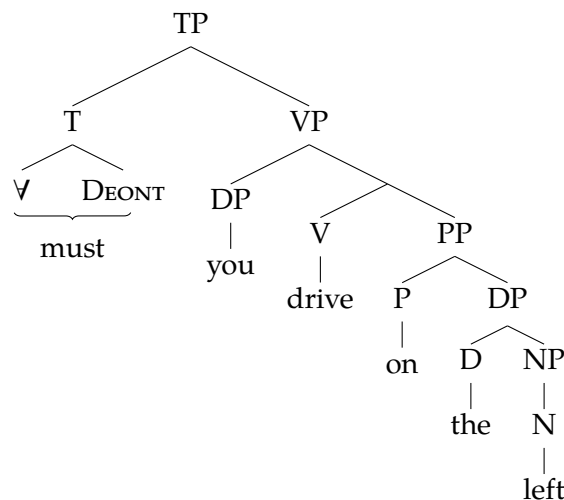 TP
T VP
∀ DEONT DP
must V PP
you
drive P DP
on D NP
the N
left